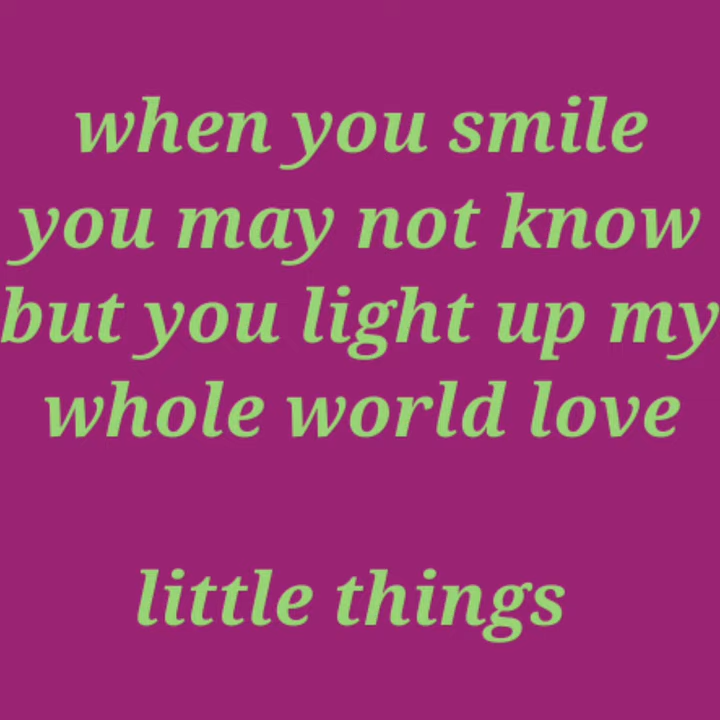 when you smile
you may not know
but you light up my
whole world love
little things